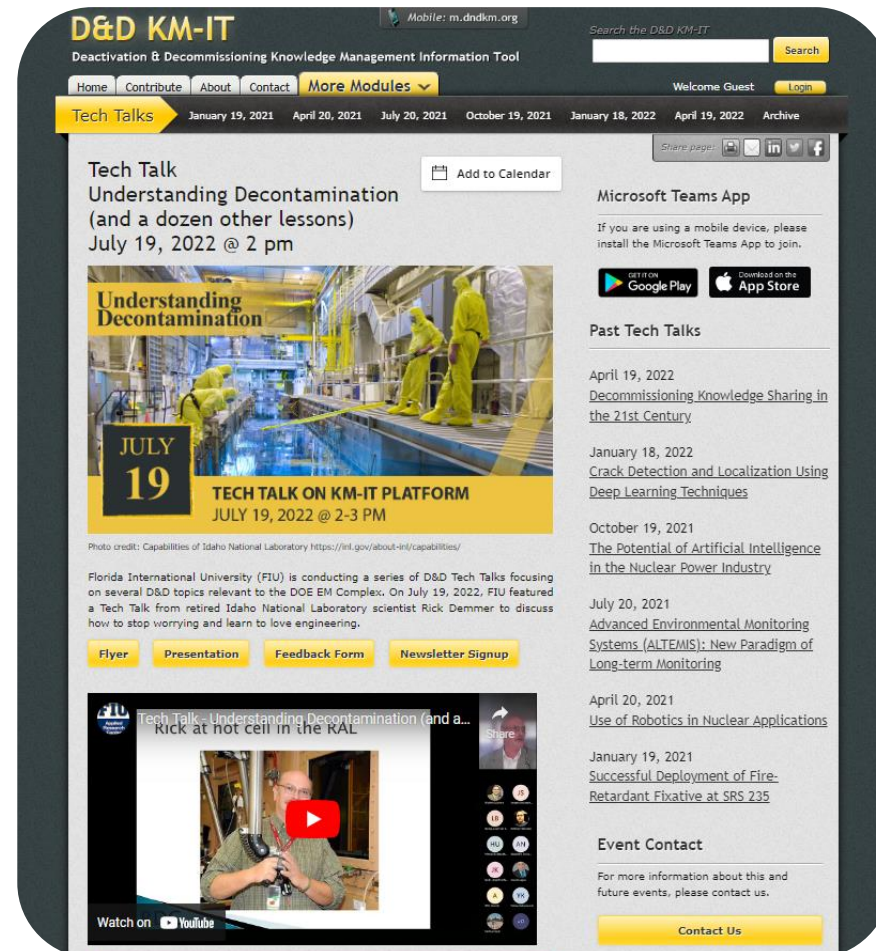 D&D KM-IT
Deactivation & Decommissioning Knowledge Management Information Tool
Mobile: m.dndkm.org
Search the D&D KM-IT
Search
Home Contribute About Contact More Modules
Welcome Guest Login
Tech Talks January 19, 2021 April 20, 2021 July 20, 2021 October 19, 2021 January 18, 2022 April 19, 2022 Archive
Share page:
Tech Talk
Understanding Decontamination
(and a dozen other lessons)
July 19, 2022 @ 2 pm
Add to Calendar
Understanding
Decontamination
JULY
19
TECH TALK ON KM-IT PLATFORM
JULY 19, 2022 @ 2-3 PM
Photo credit: Capabilities of Idaho National Laboratory https://inl.gov/about-inl/capabilities/
Florida International University (FIU) is conducting a series of D&D Tech Talks focusing
on several D&D topics relevant to the DOE EM Complex. On July 19, 2022, FIU featured
a Tech Talk from retired Idaho National Laboratory scientist Rick Demmer to discuss
how to stop worrying and learn to love engineering.
Flyer Presentation Feedback Form Newsletter Signup
FIU
Applied
Research
Center
Tech Talk - Understanding Decontamination (and a...
Rick at hot cell in the RAL
Share
JS
LB
HU AN
JK
A YK
Watch on YouTube
Microsoft Teams App
If you are using a mobile device, please
install the Microsoft Teams App to join.
GET IT ON
Google Play
Download on the
App Store
Past Tech Talks
April 19, 2022
Decommissioning Knowledge Sharing in
the 21st Century
January 18, 2022
Crack Detection and Localization Using
Deep Learning Techniques
October 19, 2021
The Potential of Artificial Intelligence
in the Nuclear Power Industry
July 20, 2021
Advanced Environmental Monitoring
Systems (ALTEMIS): New Paradigm of
Long-term Monitoring
April 20, 2021
Use of Robotics in Nuclear Applications
January 19, 2021
Successful Deployment of Fire-
Retardant Fixative at SRS 235
Event Contact
For more information about this and
future events, please contact us.
Contact Us